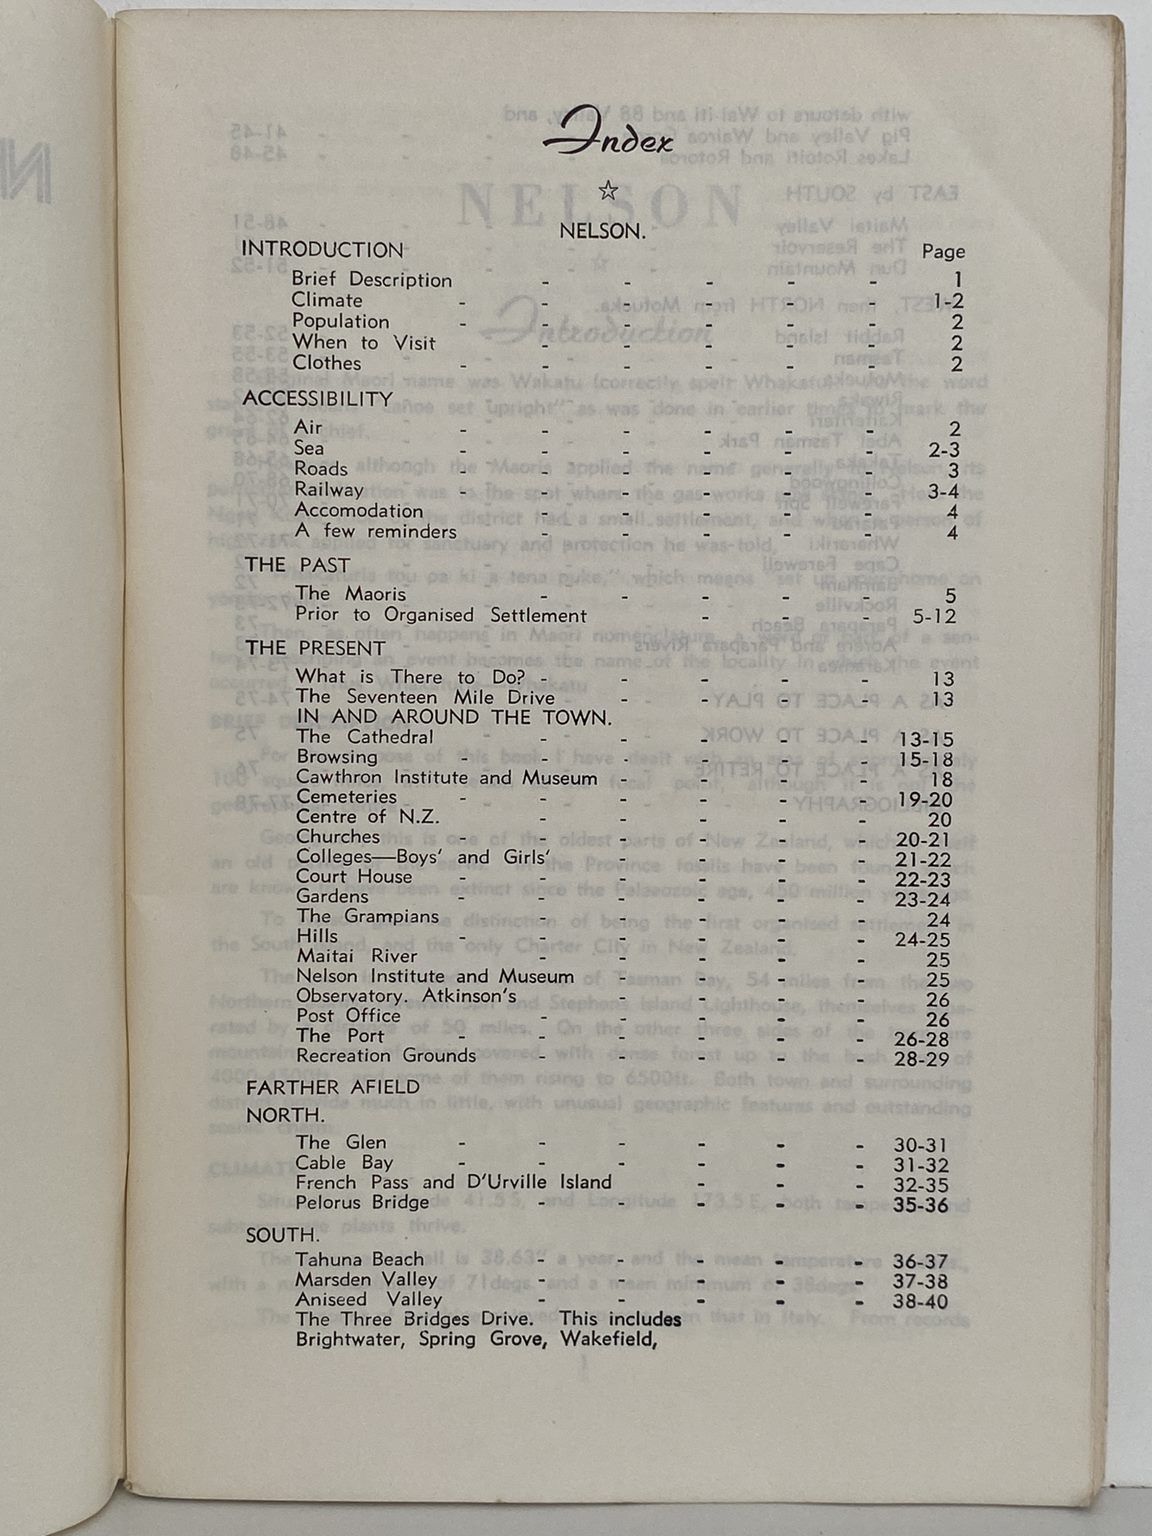 Index
NELSON.
INTRODUCTION Page
Brief Description - - - - - 1
Climate - - - - - - 1-2
Population - - - - - - 2
When to Visit - - - - - 2
Clothes - - - - - - 2
ACCESSIBILITY
Air - - - - - - 2
Sea - - - - - - 2-3
Roads - - - - - - 3
Railway - - - - - - 3-4
Accomodation - - - - - 4
A few reminders - - - - - 4
THE PAST
The Maoris - - - - - 5
Prior to Organised Settlement - - - 5-12
THE PRESENT
What is There to Do? - - - - - 13
The Seventeen Mile Drive - - - - 13
IN AND AROUND THE TOWN.
The Cathedral - - - - - 13-15
Browsing - - - - - - 15-18
Cawthron Institute and Museum - - - - 18
Cemeteries - - - - - - 19-20
Centre of N.Z. - - - - - 20
Churches - - - - - - 20-21
Colleges—Boys' and Girls' - - - - 21-22
Court House - - - - - - 22-23
Gardens - - - - - - 23-24
The Grampians - - - - - 24
Hills - - - - - - 24-25
Maitai River - - - - - 25
Nelson Institute and Museum - - - - 25
Observatory. Atkinson's - - - - 26
Post Office - - - - - 26
The Port - - - - - - 26-28
Recreation Grounds - - - - - 28-29
FARTHER AFIELD
NORTH.
The Glen - - - - - - 30-31
Cable Bay - - - - - - 31-32
French Pass and D'Urville Island - - - 32-35
Pelorus Bridge - - - - - 35-36
SOUTH.
Tahuna Beach - - - - - 36-37
Marsden Valley - - - - - 37-38
Aniseed Valley - - - - - 38-40
The Three Bridges Drive. This includes
Brightwater, Spring Grove, Wakefield,